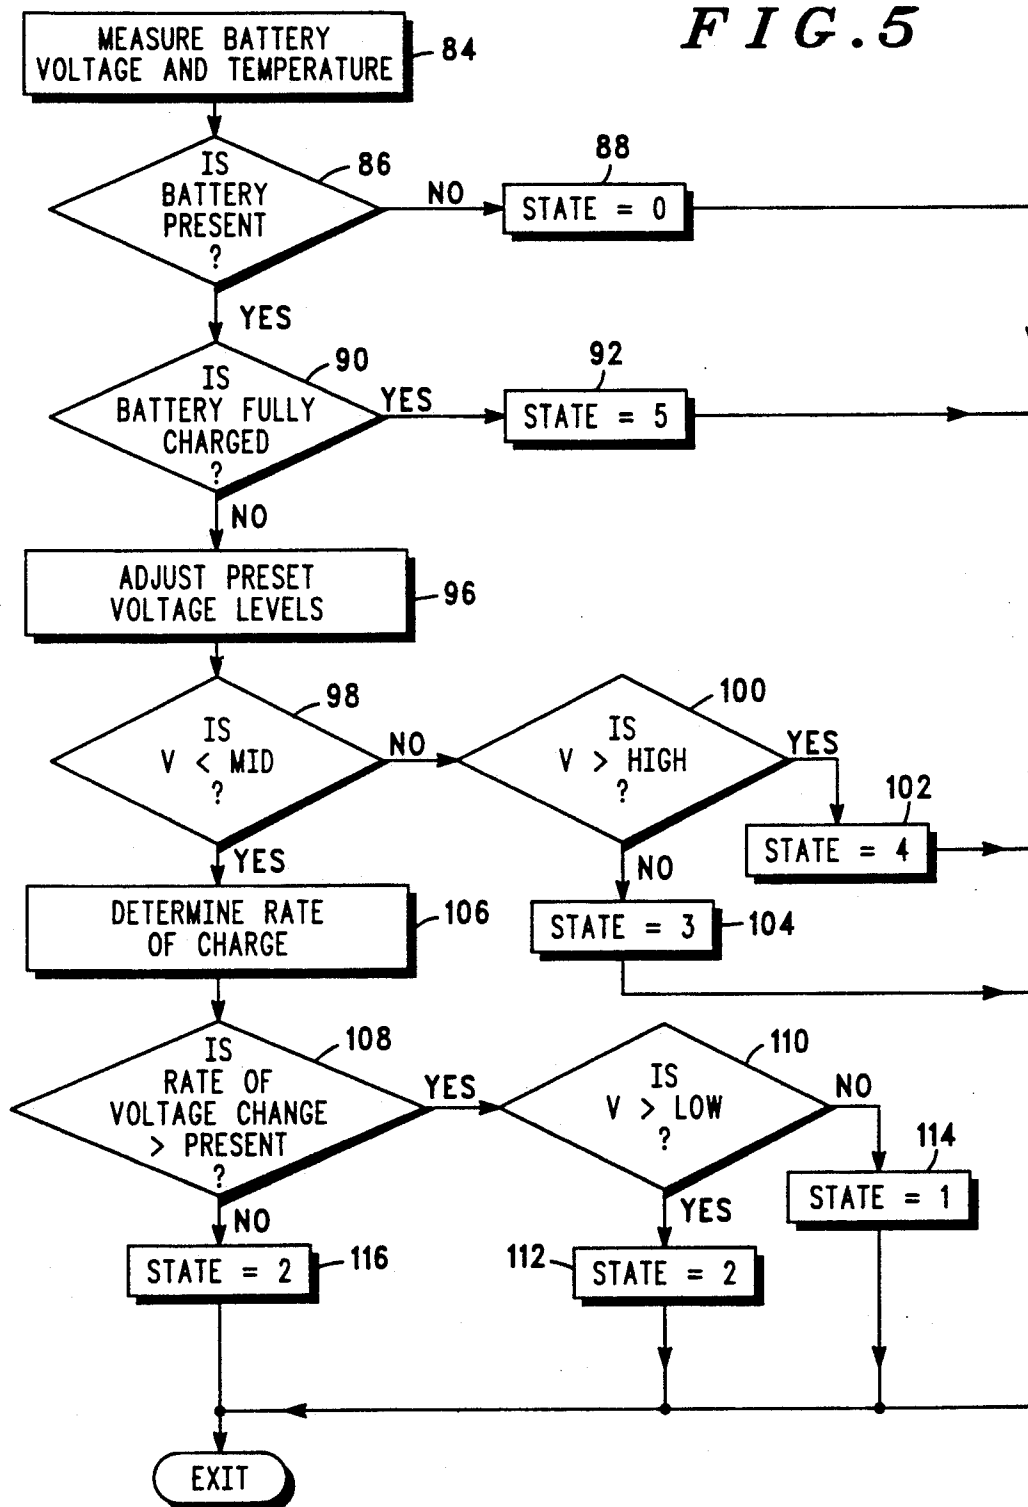 FIG.5
MEASURE BATTERY
VOLTAGE AND TEMPERATURE
84
IS
BATTERY
PRESENT
?
86
NO
88
STATE = 0
YES
IS
BATTERY FULLY
CHARGED
?
90
YES
92
STATE = 5
NO
ADJUST PRESET
VOLTAGE LEVELS
96
IS
V < MID
?
98
NO
IS
V > HIGH
?
100
YES
102
STATE = 4
NO
STATE = 3
104
YES
DETERMINE RATE
OF CHARGE
106
IS
RATE OF
VOLTAGE CHANGE
> PRESENT
?
108
YES
IS
V > LOW
?
110
NO
114
STATE = 1
YES
112
STATE = 2
NO
STATE = 2
116
EXIT